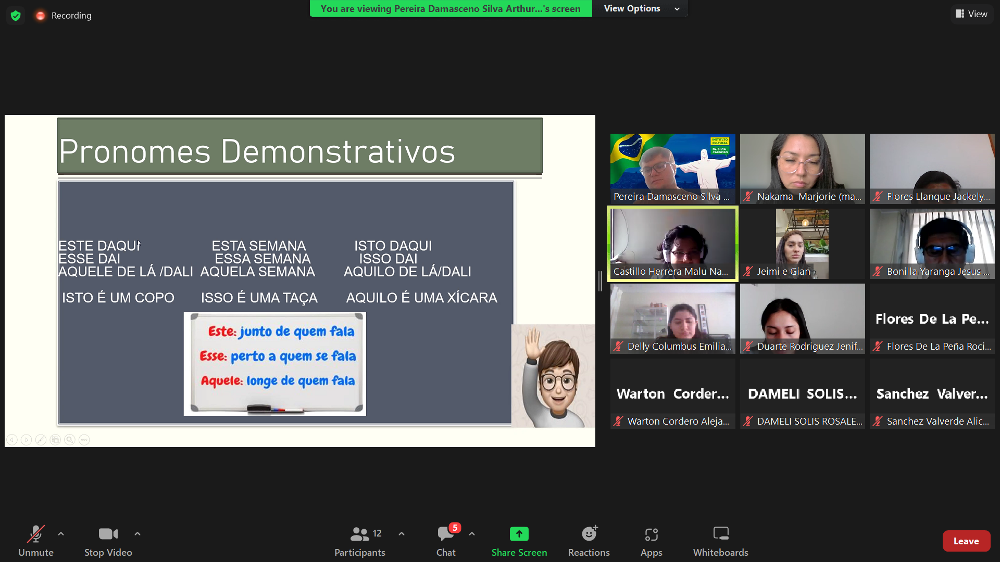 Recording
You are viewing Pereira Damasceno Silva Arthur...'s screen
View Options
View
Pronomes Demonstrativos
ESTE DAQUI ESTA SEMANA ISTO DAQUI
ESSE DAI ESSA SEMANA ISSO DAI
AQUELE DE LÁ /DALI AQUELA SEMANA AQUILO DE LÁ/DALI
ISTO É UM COPO ISSO É UMA TAÇA AQUILO É UMA XÍCARA
Este: junto de quem fala
Esse: perto a quem se fala
Aquele: longe de quem fala
INSTITUTO
CULTURAL
DA SILVA
CORDEIRO
Pereira Damasceno Silva ...
Nakama Marjorie (ma...
Flores Llanque Jackely...
Castillo Herrera Malu Na...
Jeimi e Gian
Bonilla Yaranga Jesus ...
Delly Columbus Emilia...
Duarte Rodriguez Jenif...
Flores De La Pe...
Flores De La Peña Roci...
Warton Corder...
Warton Cordero Aleja...
DAMELI SOLIS...
DAMELI SOLIS ROSALE...
Sanchez Valver...
Sanchez Valverde Alic...
Unmute
Stop Video
12
Participants
5
Chat
Share Screen
Reactions
Apps
Whiteboards
Leave